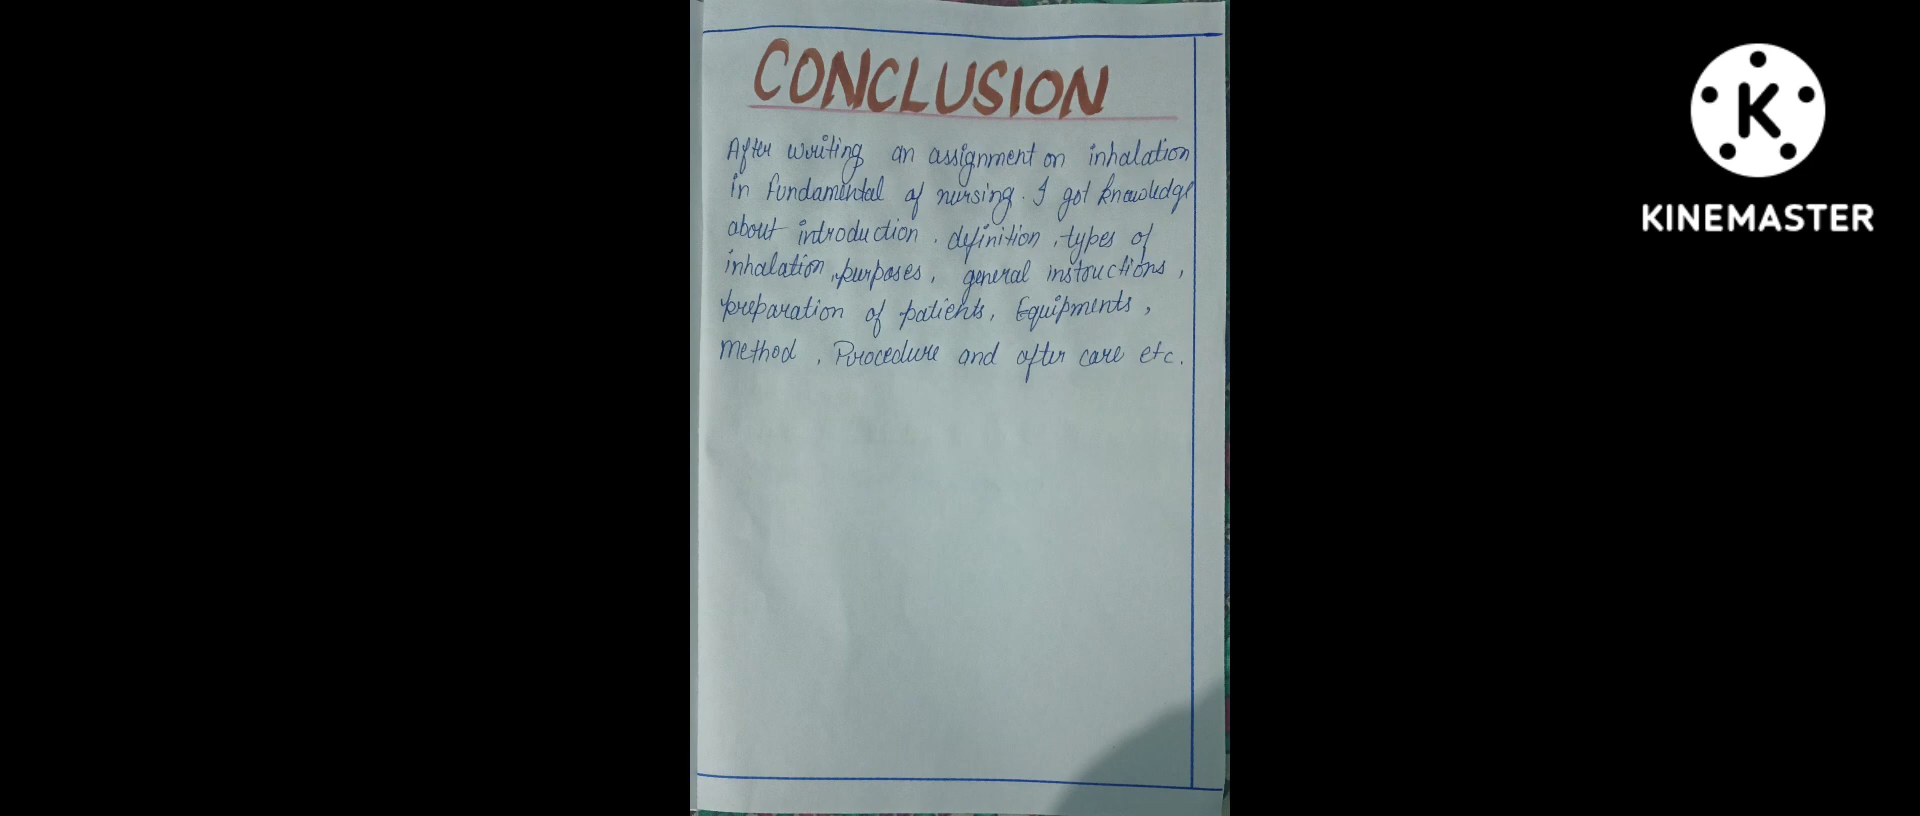 CONCLUSION
After writing an assignment on inhalation
in fundamental of nursing. I got knowledge
about introduction, definition, types of
inhalation, purposes, general instructions,
preparation of patients, Equipments,
Method, Procedure and after care etc.
K
KINEMASTER